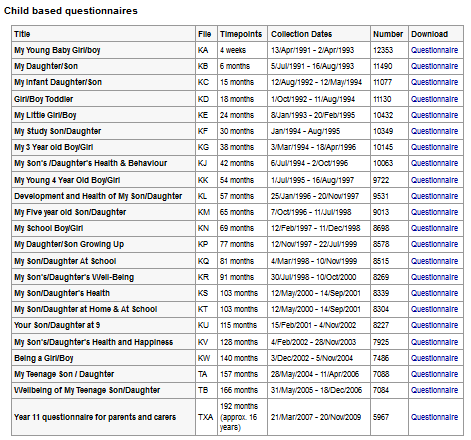 Child based questionnaires
Title File Timepoints Collection Dates Number Download
My Young Baby Girl/boy KA 4 weeks 13/Apr/1991 - 2/Apr/1993 12353 Questionnaire
My Daughter/Son KB 6 months 5/Jul/1991 - 16/Aug/1993 11490 Questionnaire
My Infant Daughter/Son KC 15 months 12/Aug/1992 - 12/May/1994 11077 Questionnaire
Girl/Boy Toddler KD 18 months 1/Oct/1992 - 11/Aug/1994 11130 Questionnaire
My Little Girl/Boy KE 24 months 8/Jan/1993 - 20/Feb/1995 10432 Questionnaire
My Study Son/Daughter KF 30 months Jan/1994 - Aug/1995 10349 Questionnaire
My 3 Year old Boy/Girl KG 38 months 3/Mar/1994 - 18/Apr/1996 10145 Questionnaire
My Son's /Daughter's Health & Behaviour KJ 42 months 6/Jul/1994 - 2/Oct/1996 10063 Questionnaire
My Young 4 Year Old Boy/Girl KK 54 months 1/Jul/1995 - 16/Aug/1997 9722 Questionnaire
Development and Health of My Son/Daughter KL 57 months 25/Jan/1996 - 20/Nov/1997 9531 Questionnaire
My Five year old Son/Daughter KM 65 months 7/Oct/1996 - 11/Jul/1998 9013 Questionnaire
My School Boy/Girl KN 69 months 12/Feb/1997 - 11/Dec/1998 8698 Questionnaire
My Daughter/Son Growing Up KP 77 months 12/Nov/1997 - 22/Jul/1999 8578 Questionnaire
My Son/Daughter At School KQ 81 months 4/Mar/1998 - 10/Nov/1999 8515 Questionnaire
My Son's/Daughter's Well-Being KR 91 months 30/Jul/1998 - 10/Oct/2000 8269 Questionnaire
My Son/Daughter's Health KS 103 months 12/May/2000 - 14/Sep/2001 8339 Questionnaire
My Son/Daughter at Home & At School KT 103 months 12/May/2000 - 14/Sep/2001 8304 Questionnaire
Your Son/Daughter at 9 KU 115 months 15/Feb/2001 - 4/Nov/2002 8227 Questionnaire
My Son's/Daughter's Health and Happiness KV 128 months 4/Feb/2002 - 28/Nov/2003 7925 Questionnaire
Being a Girl/Boy KW 140 months 3/Dec/2002 - 5/Nov/2004 7486 Questionnaire
My Teenage Son / Daughter TA 157 months 28/May/2004 - 11/Apr/2006 7088 Questionnaire
Wellbeing of My Teenage Son/Daughter TB 166 months 31/May/2005 - 18/Dec/2006 7084 Questionnaire
Year 11 questionnaire for parents and carers TXA 192 months (approx. 16 years) 21/Mar/2007 - 20/Nov/2009 5967 Questionnaire